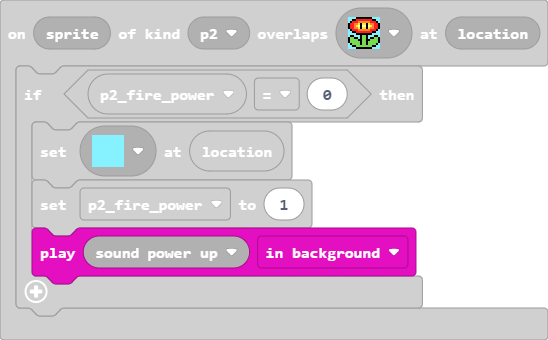 on sprite of kind p2 overlaps at location
if p2_fire_power = 0 then
set at location
set p2_fire_power to 1
play sound power up in background